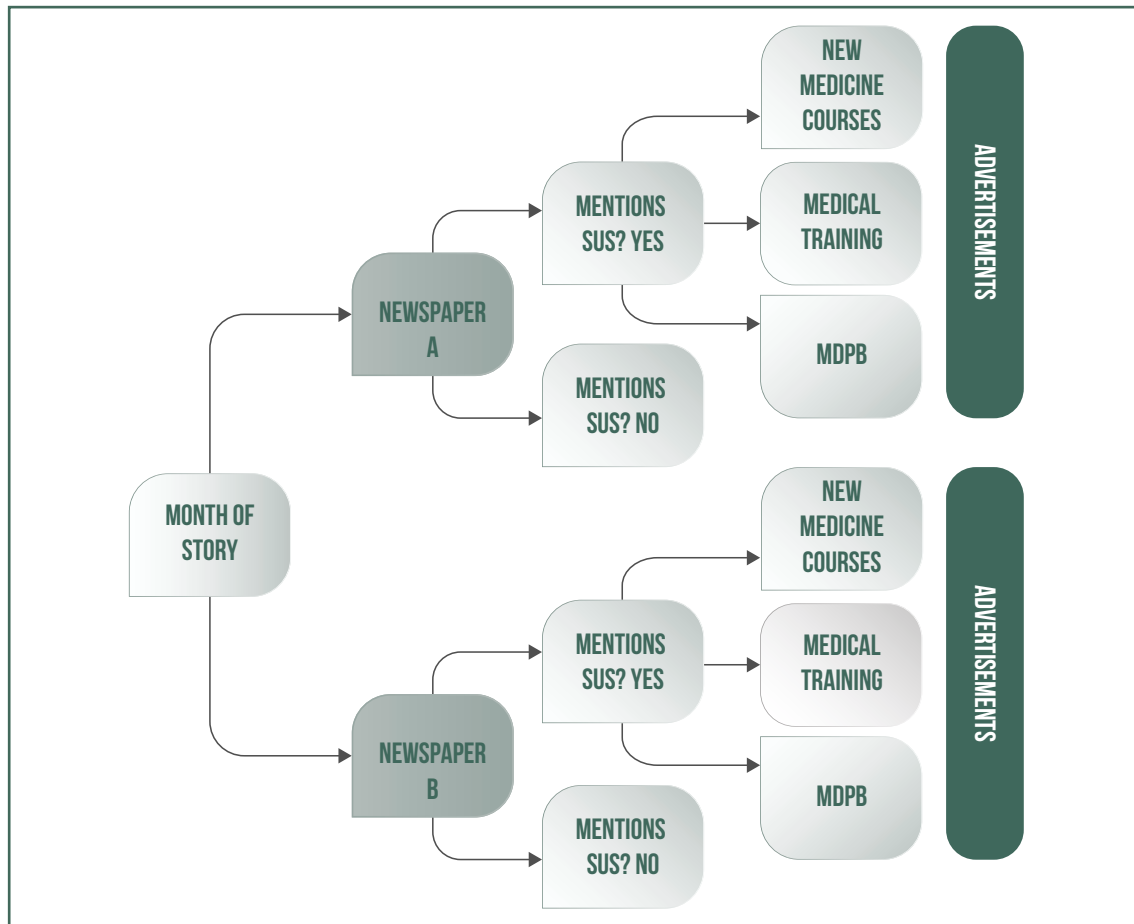 NEW
MEDICINE
COURSES
MENTIONS
SUS? YES
MEDICAL
TRAINING
NEWSPAPER
A
MDPB
MENTIONS
SUS? NO
ADVERTISEMENTS
MONTH OF
STORY
NEW
MEDICINE
COURSES
MENTIONS
SUS? YES
MEDICAL
TRAINING
NEWSPAPER
B
MDPB
MENTIONS
SUS? NO
ADVERTISEMENTS